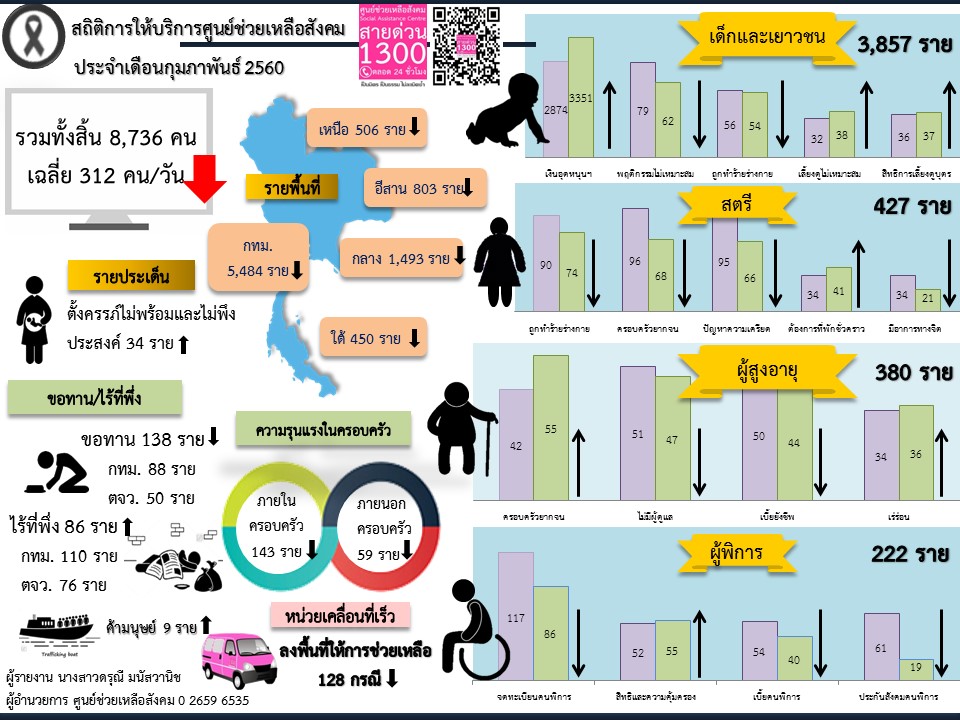 สถิติการให้บริการศูนย์ช่วยเหลือสังคม
ประจำเดือนกุมภาพันธ์ 2560
ศูนย์ช่วยเหลือสังคม
Social Assistance Centre
สายด่วน
1300
ตลอด 24 ชั่วโมง
1300
รวมทั้งสิ้น 8,736 คน
เฉลี่ย 312 คน/วัน
รายพื้นที่
เหนือ 506 ราย
อีสาน 803 ราย
กทม.
5,484 ราย
กลาง 1,493 ราย
ใต้ 450 ราย
รายประเด็น
ตั้งครรภ์ไม่พร้อมและไม่พึง
ประสงค์ 34 ราย
ขอทาน/ไร้ที่พึ่ง
ขอทาน 138 ราย
กทม. 88 ราย
ตจว. 50 ราย
ไร้ที่พึ่ง 86 ราย
กทม. 110 ราย
ตจว. 76 ราย
Trafficking boat
ค้ามนุษย์ 9 ราย
ความรุนแรงในครอบครัว
ภายใน
ครอบครัว
143 ราย
ภายนอก
ครอบครัว
59 ราย
หน่วยเคลื่อนที่เร็ว
ลงพื้นที่ให้การช่วยเหลือ
128 กรณี
ผู้รายงาน นางสาวดรุณี มนัสวานิช
ผู้อำนวยการ ศูนย์ช่วยเหลือสังคม 0 2659 6535
เด็กและเยาวชน
3,857 ราย
2874 3351 79 62 56 54 32 38 36 37
เงินอุดหนุนฯ พฤติกรรมไม่เหมาะสม ถูกทำร้ายร่างกาย เลี้ยงดูไม่เหมาะสม สิทธิการเลี้ยงดูบุตร
สตรี
427 ราย
90 74 96 68 95 66 34 41 34 21
ถูกทำร้ายร่างกาย ครอบครัวยากจน ปัญหาความเครียด ต้องการที่พักชั่วคราว มีอาการทางจิต
ผู้สูงอายุ
380 ราย
42 55 51 47 50 44 34 36
ครอบครัวยากจน ไม่มีผู้ดูแล เบี้ยยังชีพ เร่ร่อน
ผู้พิการ
222 ราย
117 86 52 55 54 40 61 19
จดทะเบียนคนพิการ สิทธิและความคุ้มครอง เบี้ยคนพิการ ประกันสังคมคนพิการ